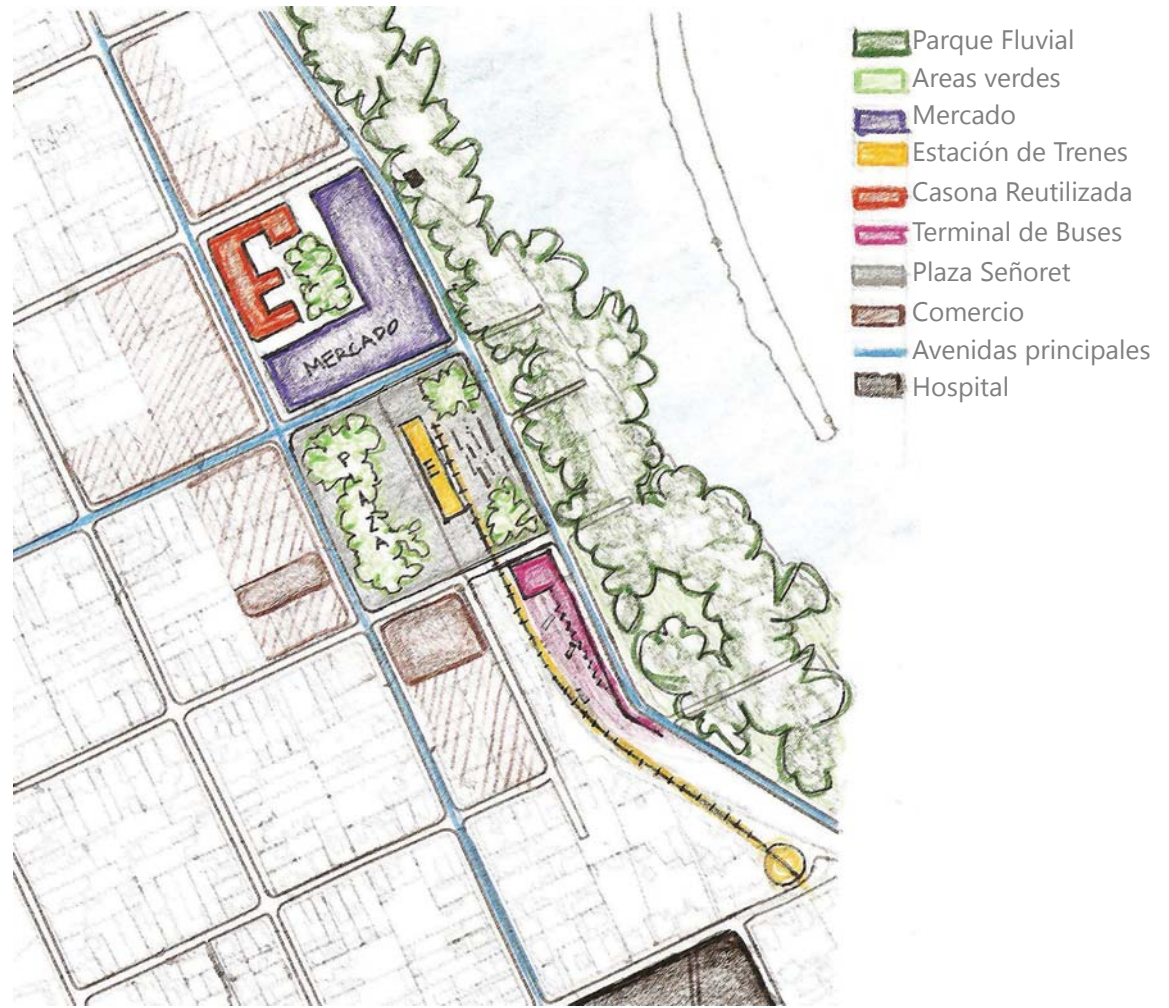 Parque Fluvial
Areas verdes
Mercado
Estación de Trenes
Casona Reutilizada
Terminal de Buses
Plaza Señoret
Comercio
Avenidas principales
Hospital
MERCADO
PLAZA